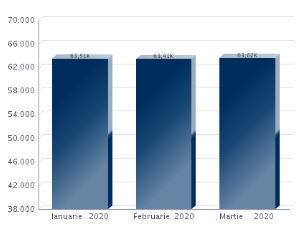 70.000
66.000
62.000
58.000
54.000
50.000
46.000
42.000
38.000
63,51K
63,41K
63,62K
Ianuarie 2020
Februarie 2020
Martie 2020